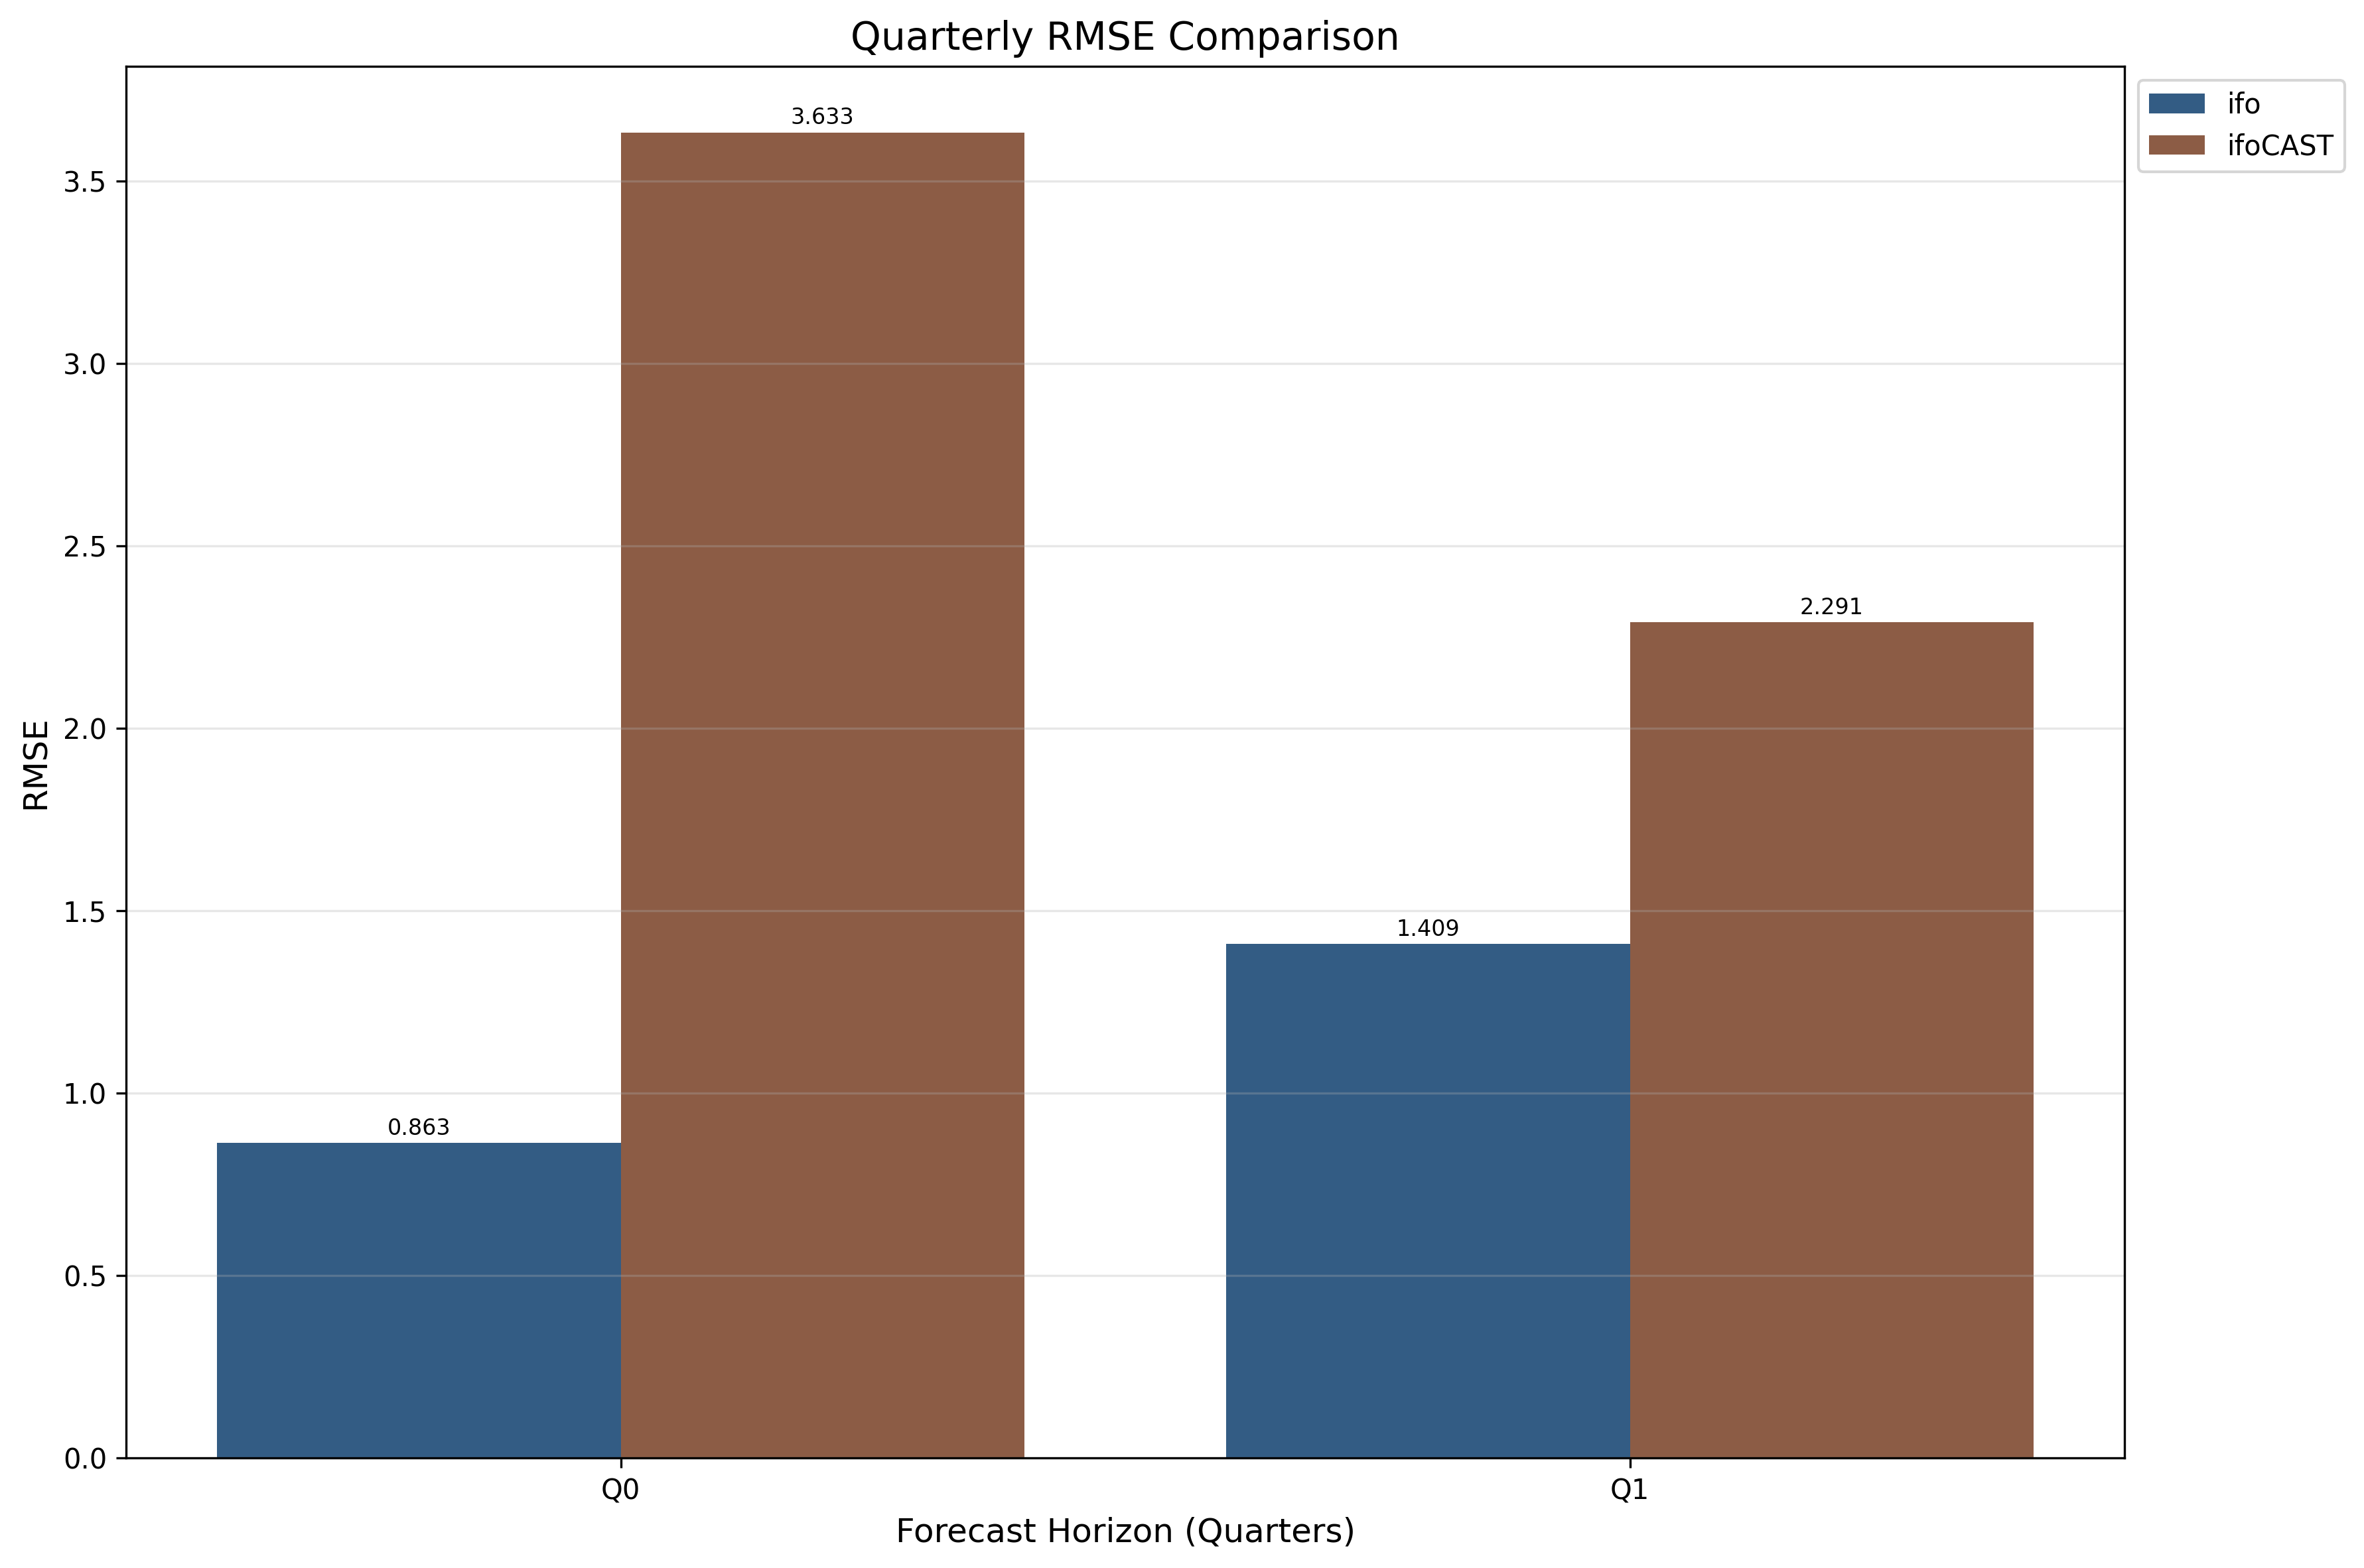 Quarterly RMSE Comparison
ifo
ifoCAST
3.633
2.291
1.409
0.863
3.5
3.0
2.5
2.0
1.5
1.0
0.5
0.0
RMSE
Q0
Q1
Forecast Horizon (Quarters)